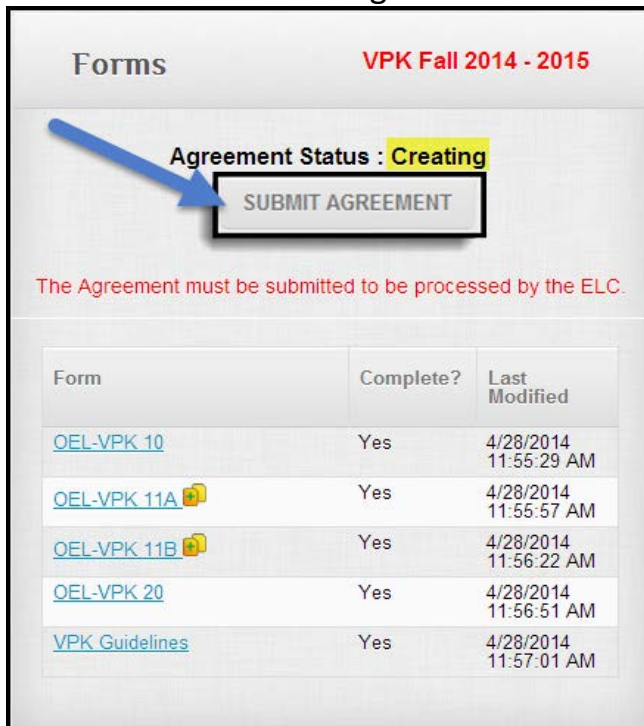 Forms VPK Fall 2014 - 2015
Agreement Status : Creating
SUBMIT AGREEMENT
The Agreement must be submitted to be processed by the ELC.
Form Complete? Last
Modified
OEL-VPK 10 Yes 4/28/2014
11:55:29 AM
OEL-VPK 11A Yes 4/28/2014
11:55:57 AM
OEL-VPK 11B Yes 4/28/2014
11:56:22 AM
OEL-VPK 20 Yes 4/28/2014
11:56:51 AM
VPK Guidelines Yes 4/28/2014
11:57:01 AM